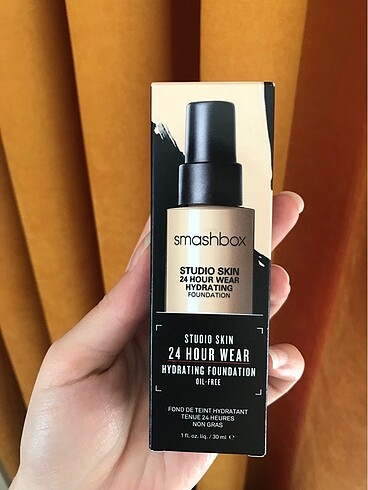 smashbox
STUDIO SKIN
24 HOUR WEAR
HYDRATING
FOUNDATION
STUDIO SKIN
24 HOUR WEAR
HYDRATING FOUNDATION
OIL-FREE
FOND DE TEINT HYDRATANT
TENUE 24 HEURES
NON GRAS
1 fl. oz. liq. / 30 ml ℮